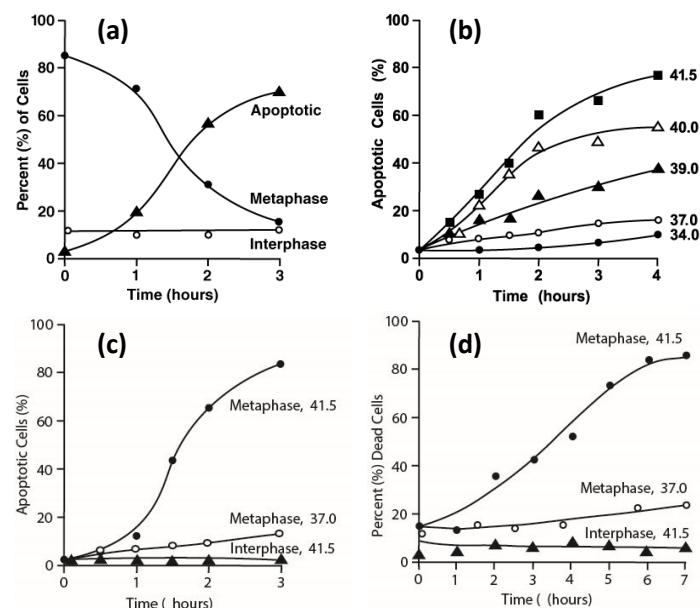 (a)
100
80
60
40
20
0
Percent (%) of Cells
Apoptotic
Metaphase
Interphase
0 1 2 3
Time (hours)
(b)
100
80
60
40
20
0
Apoptotic Cells (%)
41.5
40.0
39.0
37.0
34.0
0 1 2 3 4
Time (hours)
(c)
100
80
60
40
20
0
Apoptotic Cells (%)
Metaphase, 41.5
Metaphase, 37.0
Interphase, 41.5
0 1 2 3
Time ( hours)
(d)
100
80
60
40
20
0
Percent (%) Dead Cells
Metaphase, 41.5
Metaphase, 37.0
Interphase, 41.5
0 1 2 3 4 5 6 7
Time ( (hours)